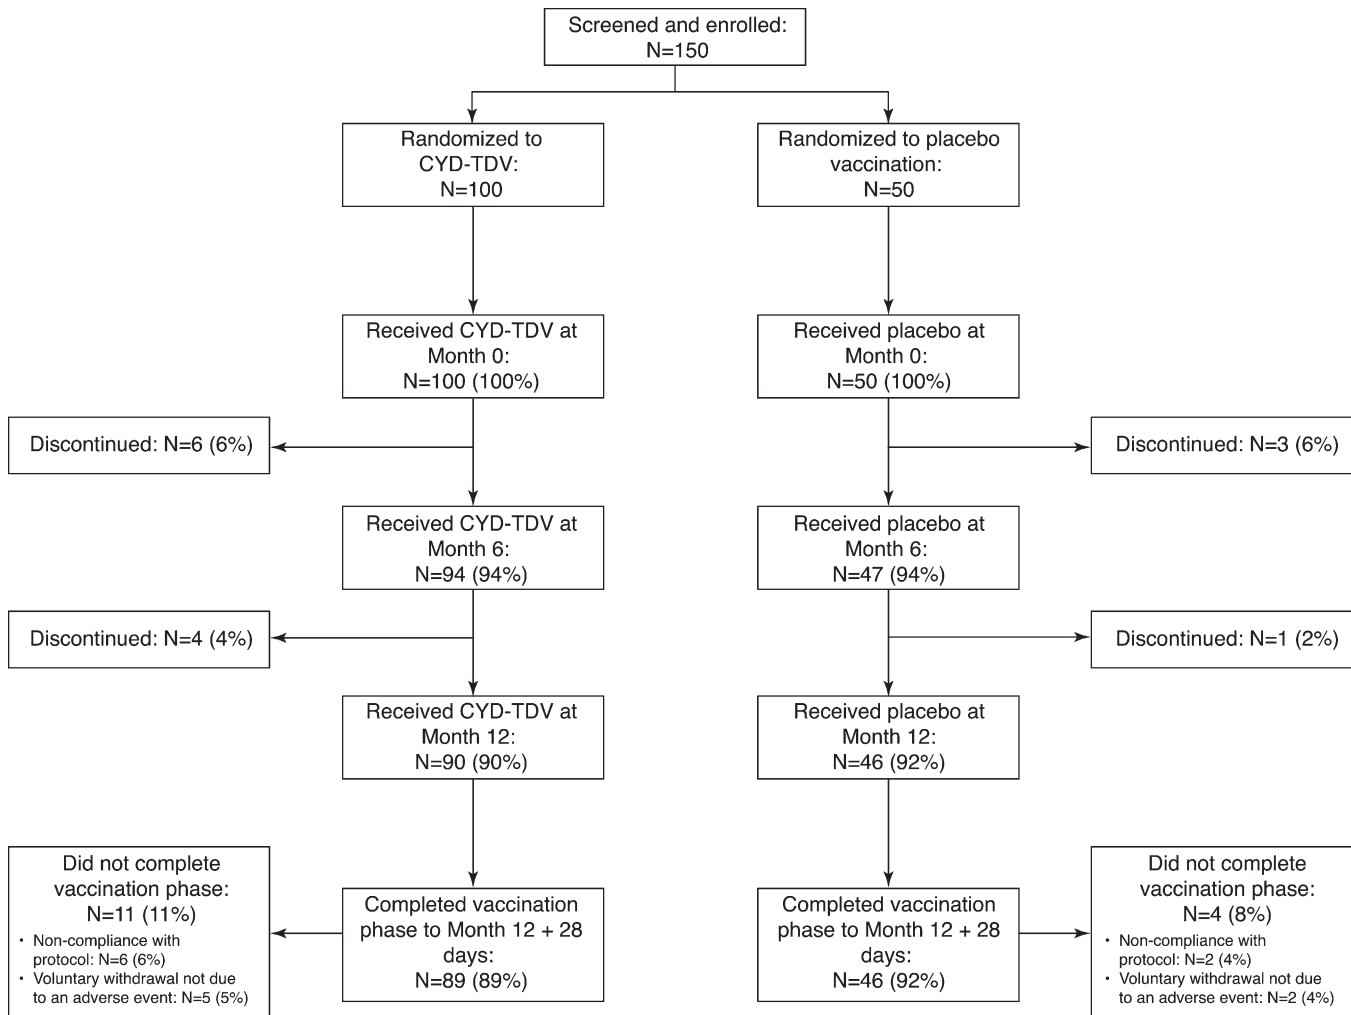 Screened and enrolled:
N=150
Randomized to
CYD-TDV:
N=100
Randomized to placebo
vaccination:
N=50
Received CYD-TDV at
Month 0:
N=100 (100%)
Received placebo at
Month 0:
N=50 (100%)
Discontinued: N=6 (6%)
Discontinued: N=3 (6%)
Received CYD-TDV at
Month 6:
N=94 (94%)
Received placebo at
Month 6:
N=47 (94%)
Discontinued: N=4 (4%)
Discontinued: N=1 (2%)
Received CYD-TDV at
Month 12:
N=90 (90%)
Received placebo at
Month 12:
N=46 (92%)
Did not complete
vaccination phase:
N=11 (11%)
• Non-compliance with
protocol: N=6 (6%)
• Voluntary withdrawal not due
to an adverse event: N=5 (5%)
Completed vaccination
phase to Month 12 + 28
days:
N=89 (89%)
Completed vaccination
phase to Month 12 + 28
days:
N=46 (92%)
Did not complete
vaccination phase:
N=4 (8%)
• Non-compliance with
protocol: N=2 (4%)
• Voluntary withdrawal not due
to an adverse event: N=2 (4%)